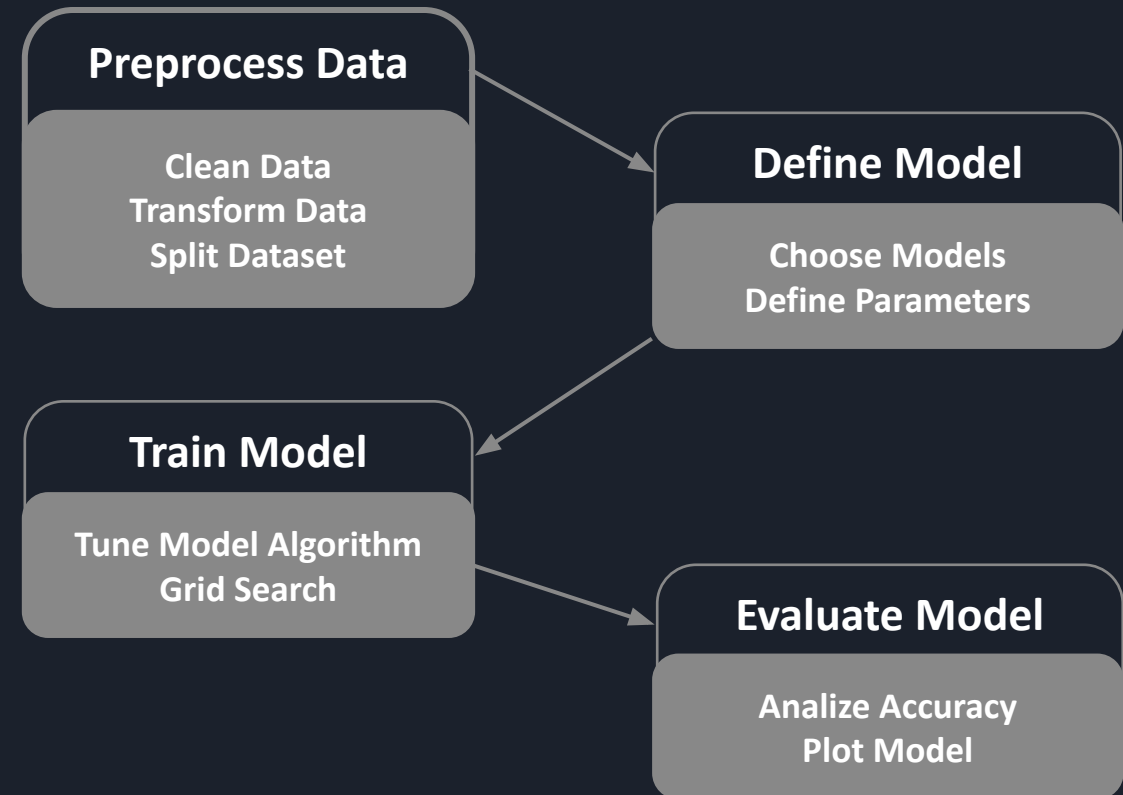 Preprocess Data
Clean Data
Transform Data
Split Dataset
Define Model
Choose Models
Define Parameters
Train Model
Tune Model Algorithm
Grid Search
Evaluate Model
Analize Accuracy
Plot Model